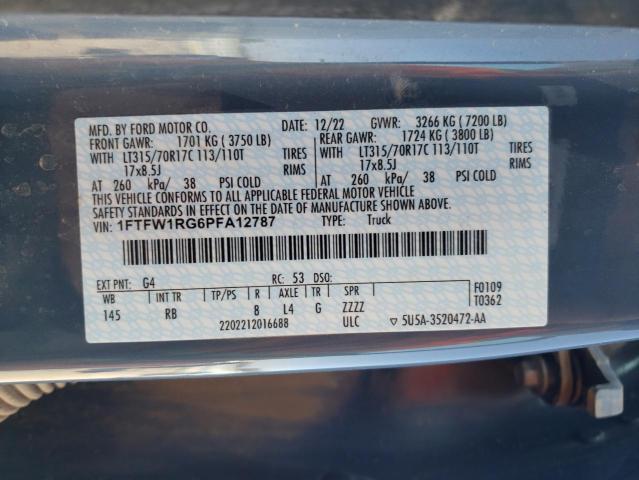 MFD. BY FORD MOTOR CO. DATE: 12/22 GVWR: 3266 KG ( 7200 LB)
FRONT GAWR: 1701 KG ( 3750 LB) REAR GAWR: 1724 KG ( 3800 LB)
WITH LT315/70R17C 113/110T TIRES WITH LT315/70R17C 113/110T TIRES
17x8.5J RIMS 17x8.5J RIMS
AT 260 kPa/ 38 PSI COLD AT 260 kPa/ 38 PSI COLD
THIS VEHICLE CONFORMS TO ALL APPLICABLE FEDERAL MOTOR VEHICLE
SAFETY STANDARDS IN EFFECT ON THE DATE OF MANUFACTURE SHOWN ABOVE.
VIN: 1FTFW1RG6PFA12787 TYPE: Truck
EXT PNT: G4 RC: 53 DSO:
WB INT TR TP/PS R AXLE TR SPR F0109
145 RB 8 L4 G ZZZZ T0362
2202212016688 ULC ▽ 5U5A-3520472-AA